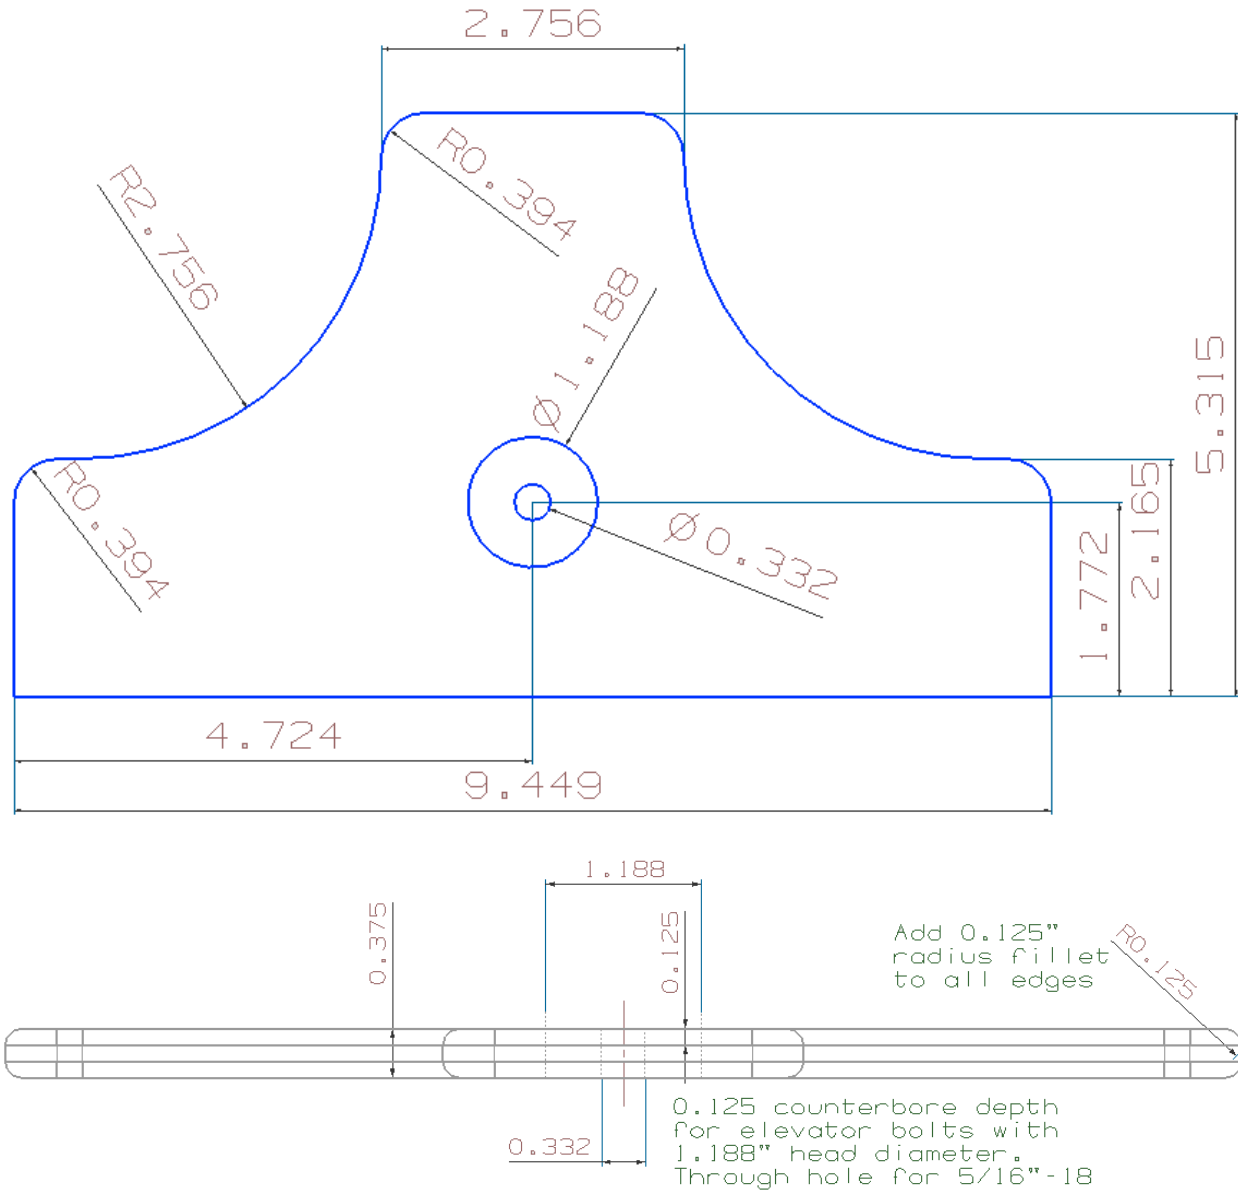 2.756
R0.394
R2.756
Ø1.188
5.315
R0.394
2.165
Ø0.332
1.772
4.724
9.449
1.188
0.375
0.125
Add 0.125"
radius fillet
to all edges
R0.125
0.125 counterbore depth
for elevator bolts with
1.188" head diameter.
Through hole for 5/16"-18
0.332